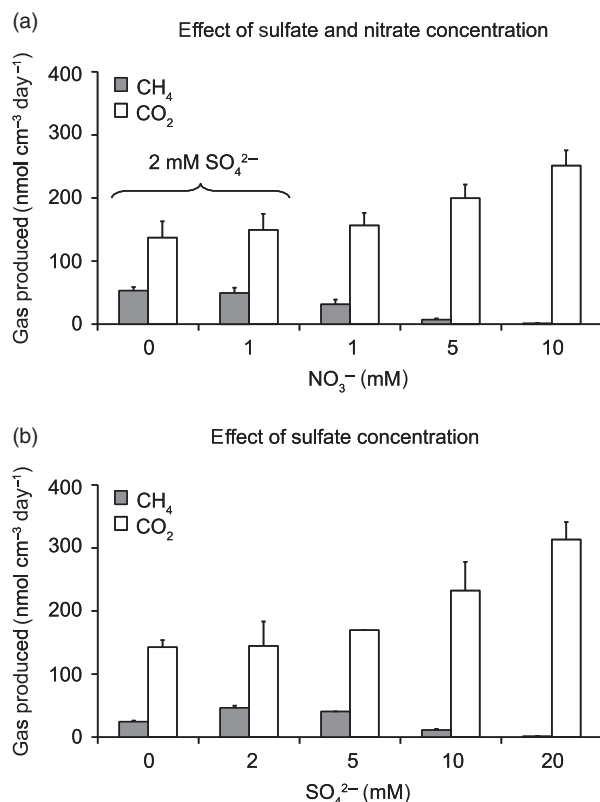 (a)
Effect of sulfate and nitrate concentration
400
300
200
100
0
Gas produced (nmol cm⁻³ day⁻¹)
CH₄
CO₂
2 mM SO₄²⁻
0 1 1 5 10
NO₃⁻ (mM)
(b)
Effect of sulfate concentration
400
300
200
100
0
Gas produced (nmol cm⁻³ day⁻¹)
CH₄
CO₂
0 2 5 10 20
SO₄²⁻ (mM)